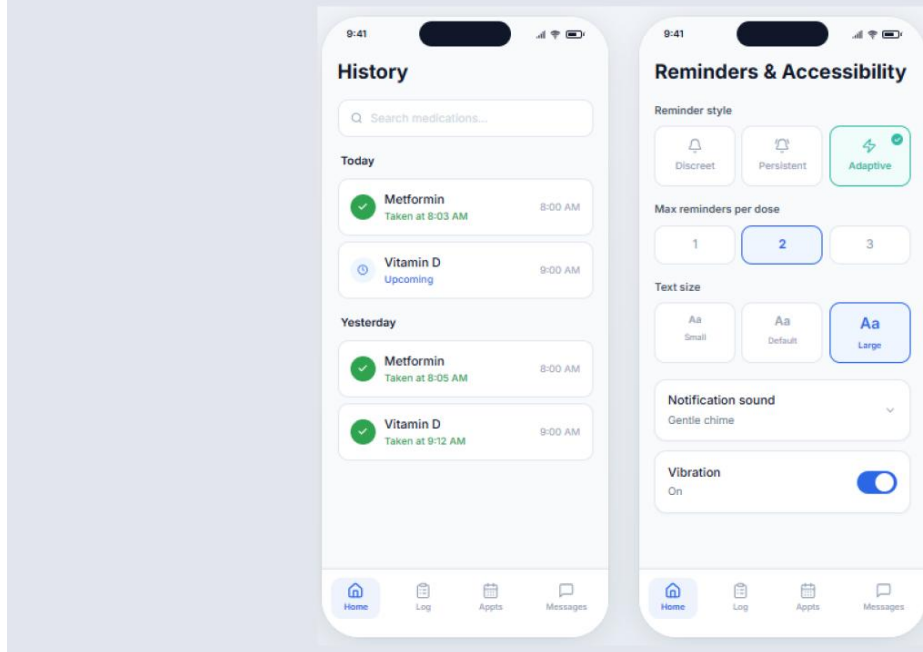 9:41
History
Search medications...
Today
Metformin
Taken at 8:03 AM
8:00 AM
Vitamin D
Upcoming
9:00 AM
Yesterday
Metformin
Taken at 8:05 AM
8:00 AM
Vitamin D
Taken at 9:12 AM
9:00 AM
Home
Log
Appts
Messages
9:41
Reminders & Accessibility
Reminder style
Discreet
Persistent
Adaptive
Max reminders per dose
1
2
3
Text size
Aa
Small
Aa
Default
Aa
Large
Notification sound
Gentle chime
Vibration
On
Home
Log
Appts
Messages